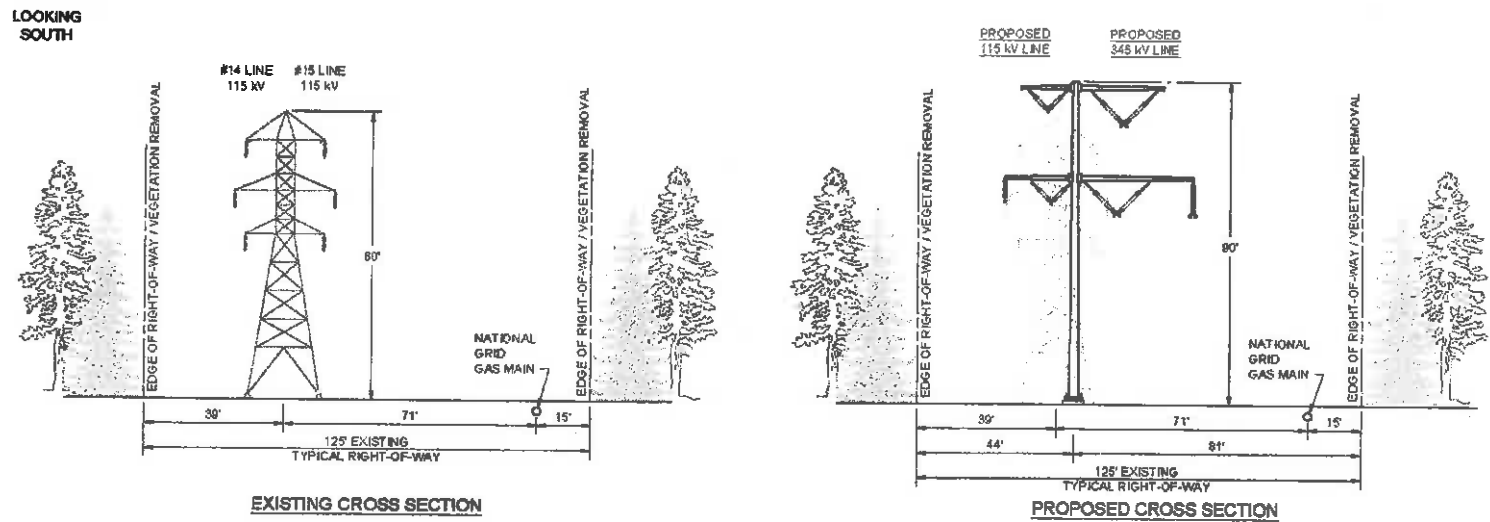 LOOKING
SOUTH
#14 LINE
115 kV
#15 LINE
115 kV
EDGE OF RIGHT-OF-WAY / VEGETATION REMOVAL
80'
NATIONAL
GRID
GAS MAIN
EDGE OF RIGHT-OF-WAY / VEGETATION REMOVAL
39'
71'
15'
125' EXISTING
TYPICAL RIGHT-OF-WAY
EXISTING CROSS SECTION
PROPOSED
115 kV LINE
PROPOSED
345 kV LINE
EDGE OF RIGHT-OF-WAY / VEGETATION REMOVAL
90'
NATIONAL
GRID
GAS MAIN
EDGE OF RIGHT-OF-WAY / VEGETATION REMOVAL
39'
71'
15'
44'
81'
125' EXISTING
TYPICAL RIGHT-OF-WAY
PROPOSED CROSS SECTION